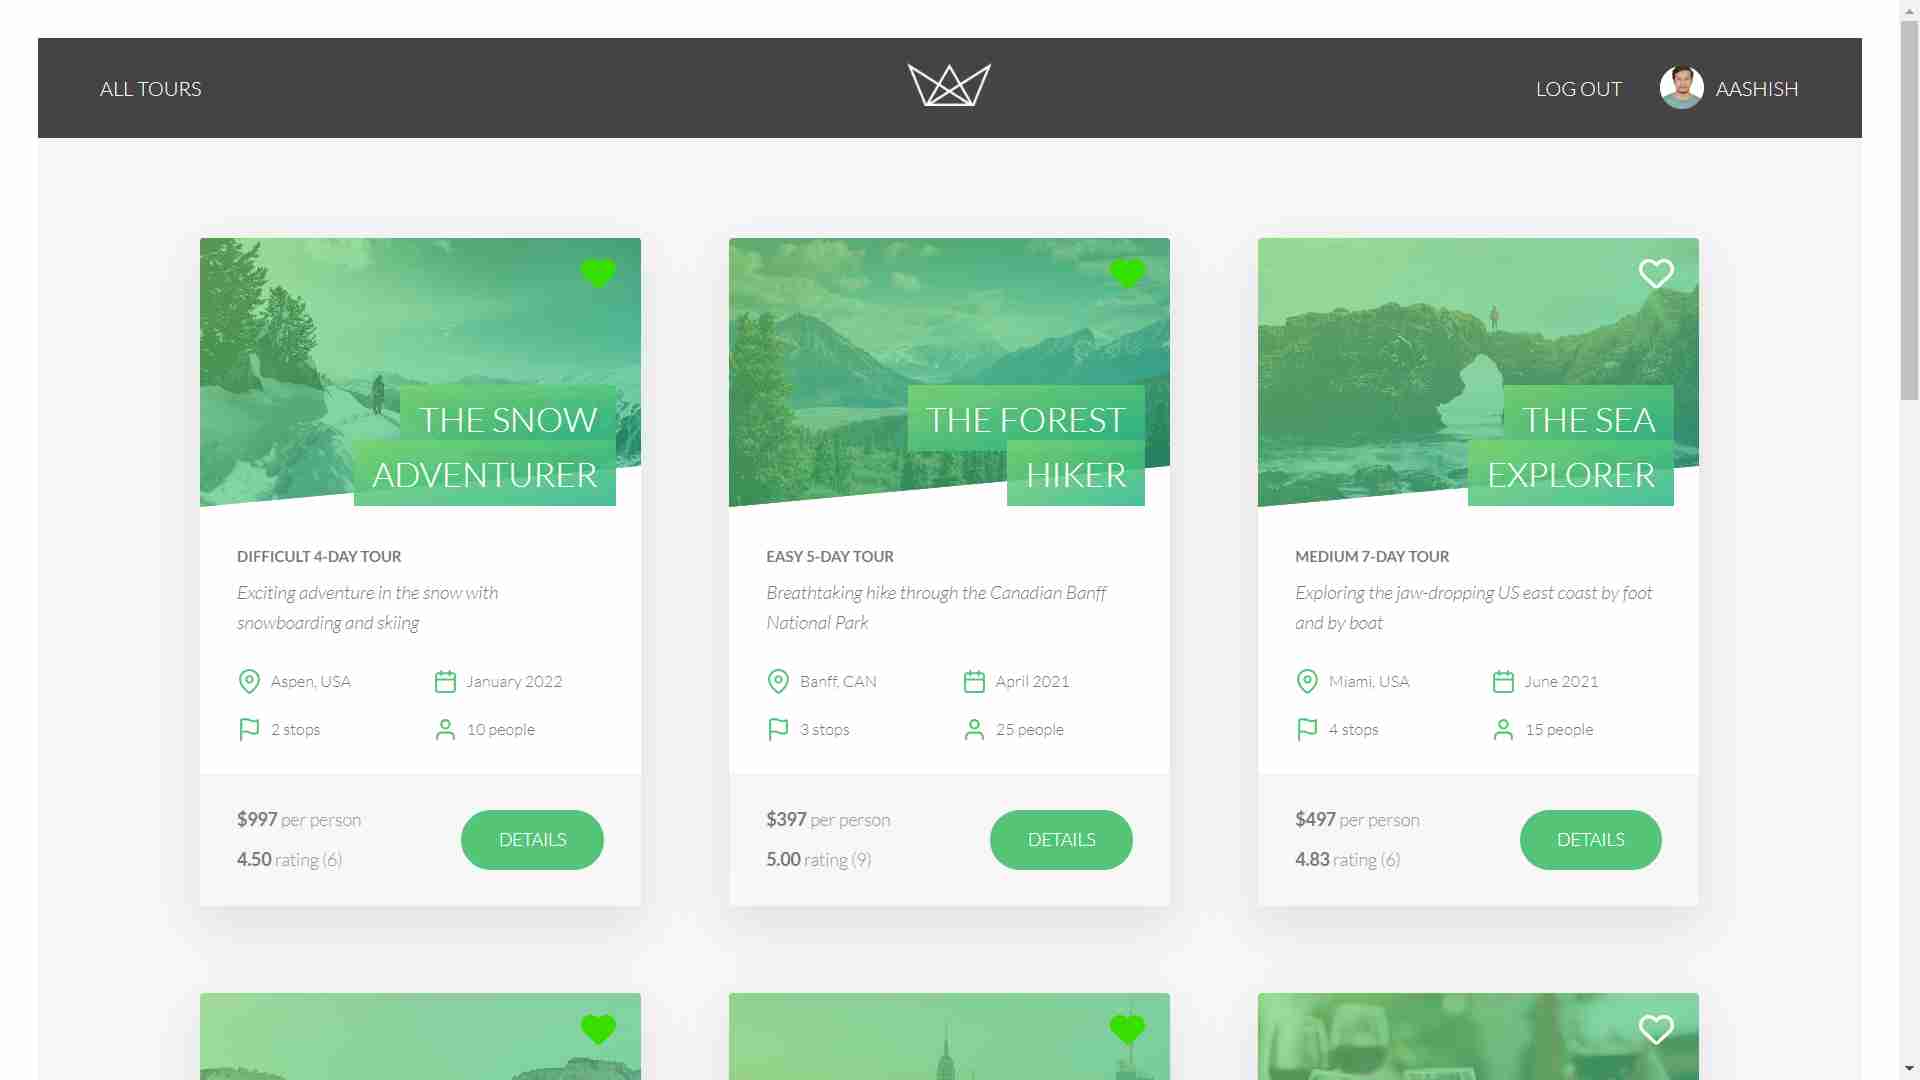 ALL TOURS
LOG OUT
AASHISH
THE SNOW
ADVENTURER
DIFFICULT 4-DAY TOUR
Exciting adventure in the snow with
snowboarding and skiing
Aspen, USA
January 2022
2 stops
10 people
$997 per person
4.50 rating (6)
DETAILS
THE FOREST
HIKER
EASY 5-DAY TOUR
Breathtaking hike through the Canadian Banff
National Park
Banff, CAN
April 2021
3 stops
25 people
$397 per person
5.00 rating (9)
DETAILS
THE SEA
EXPLORER
MEDIUM 7-DAY TOUR
Exploring the jaw-dropping US east coast by foot
and by boat
Miami, USA
June 2021
4 stops
15 people
$497 per person
4.83 rating (6)
DETAILS